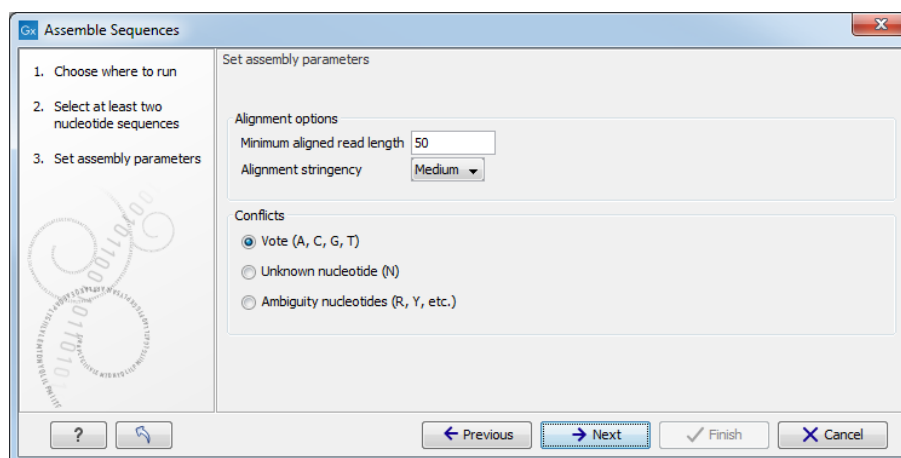 Gx Assemble Sequences
1. Choose where to run
2. Select at least two
nucleotide sequences
3. Set assembly parameters
Set assembly parameters
Alignment options
Minimum aligned read length 50
Alignment stringency Medium
Conflicts
Vote (A, C, G, T)
Unknown nucleotide (N)
Ambiguity nucleotides (R, Y, etc.)
? Previous Next Finish Cancel